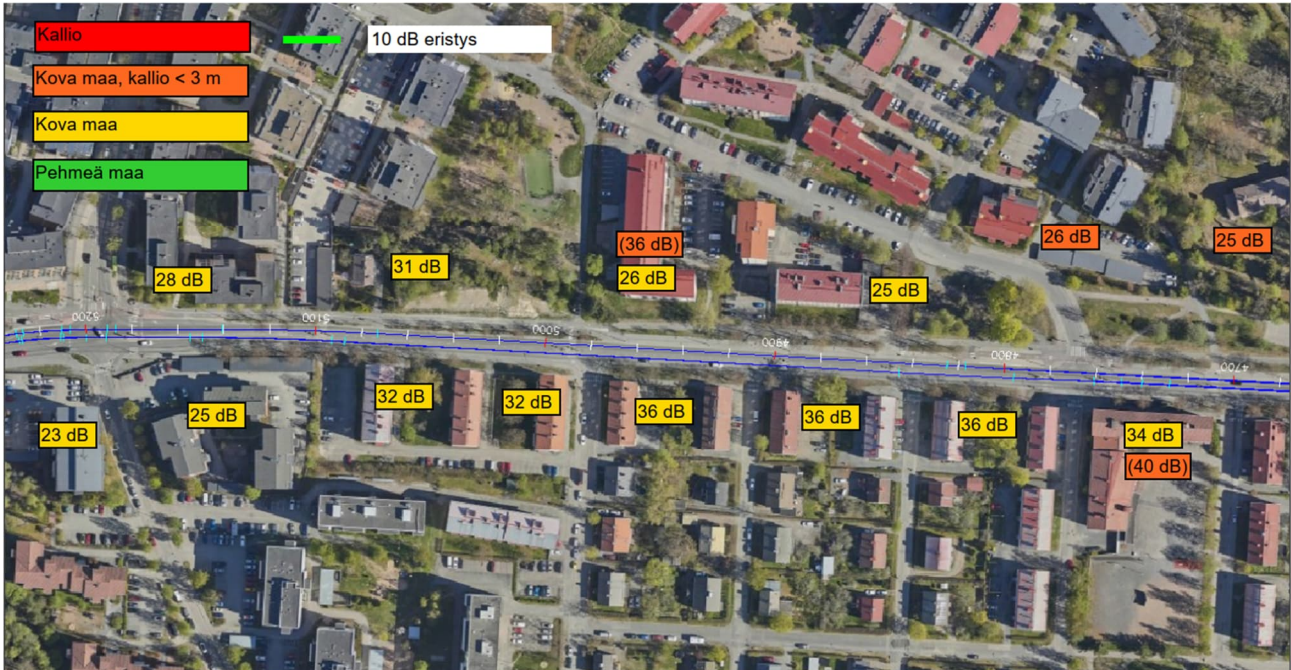 Kallio
10 dB eristys
Kova maa, kallio < 3 m
Kova maa
Pehmeä maa
(36 dB)
26 dB
25 dB
28 dB
31 dB
26 dB
25 dB
5200
5100
5000
4900
4800
4700
32 dB
32 dB
36 dB
36 dB
36 dB
25 dB
23 dB
34 dB
(40 dB)